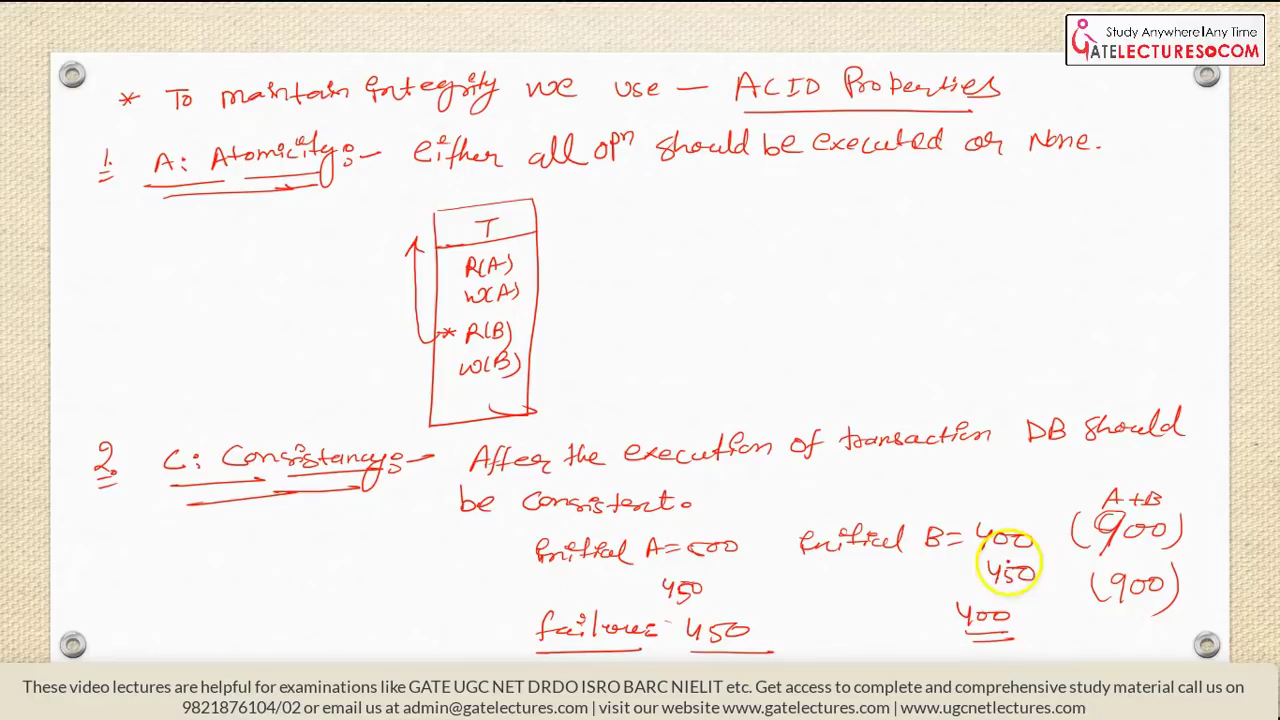 Study Anywhere | Any Time
GATELECTURES.COM
* To maintain integrity we use - ACID Properties
1. A: Atomicity:- either all opn should be executed or None.
T
R(A)
W(A)
* R(B)
W(B)
2. C: Consistancy:- After the execution of transaction DB should
be consistent.
A+B
Initial A = 500 Initial B = 400 (900)
450 450 (900)
failure - 450 400
These video lectures are helpful for examinations like GATE UGC NET DRDO ISRO BARC NIELIT etc. Get access to complete and comprehensive study material call us on
9821876104/02 or email us at admin@gatelectures.com | visit our website www.gatelectures.com | www.ugcnetlectures.com